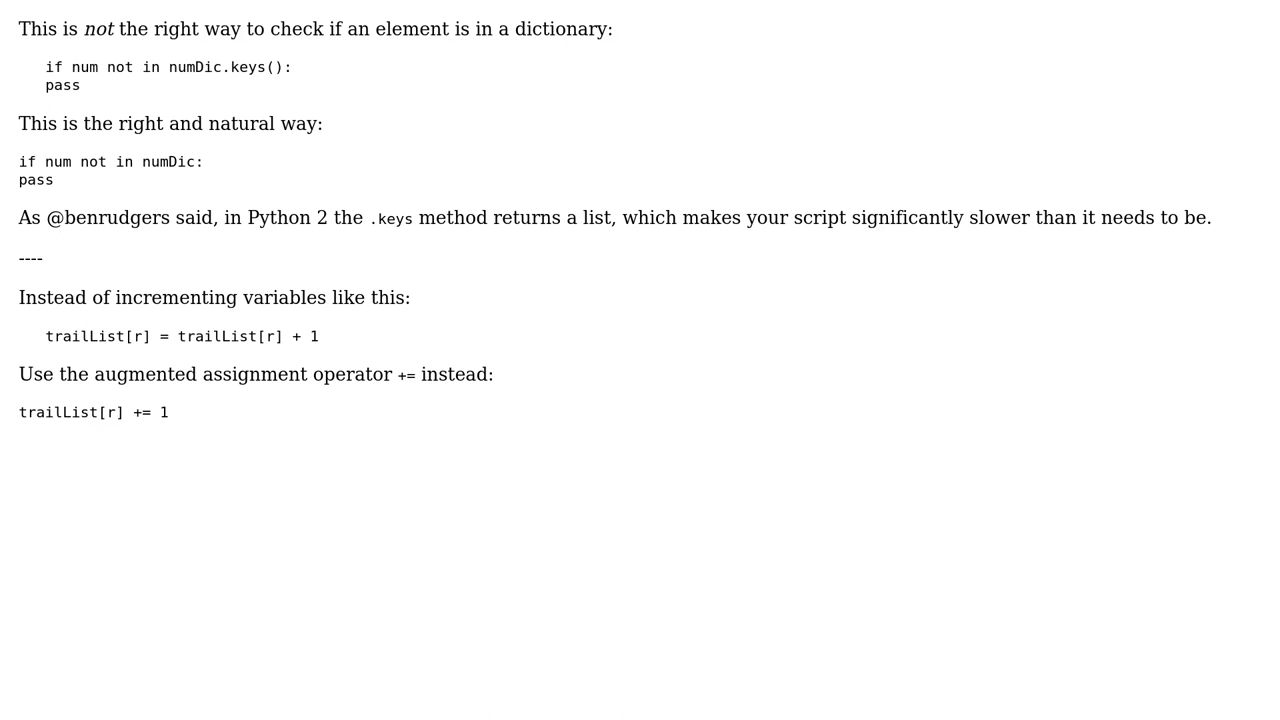 This is not the right way to check if an element is in a dictionary:
if num not in numDic.keys():
pass
This is the right and natural way:
if num not in numDic:
pass
As @benrudgers said, in Python 2 the .keys method returns a list, which makes your script significantly slower than it needs to be.
----
Instead of incrementing variables like this:
trailList[r] = trailList[r] + 1
Use the augmented assignment operator += instead:
trailList[r] += 1